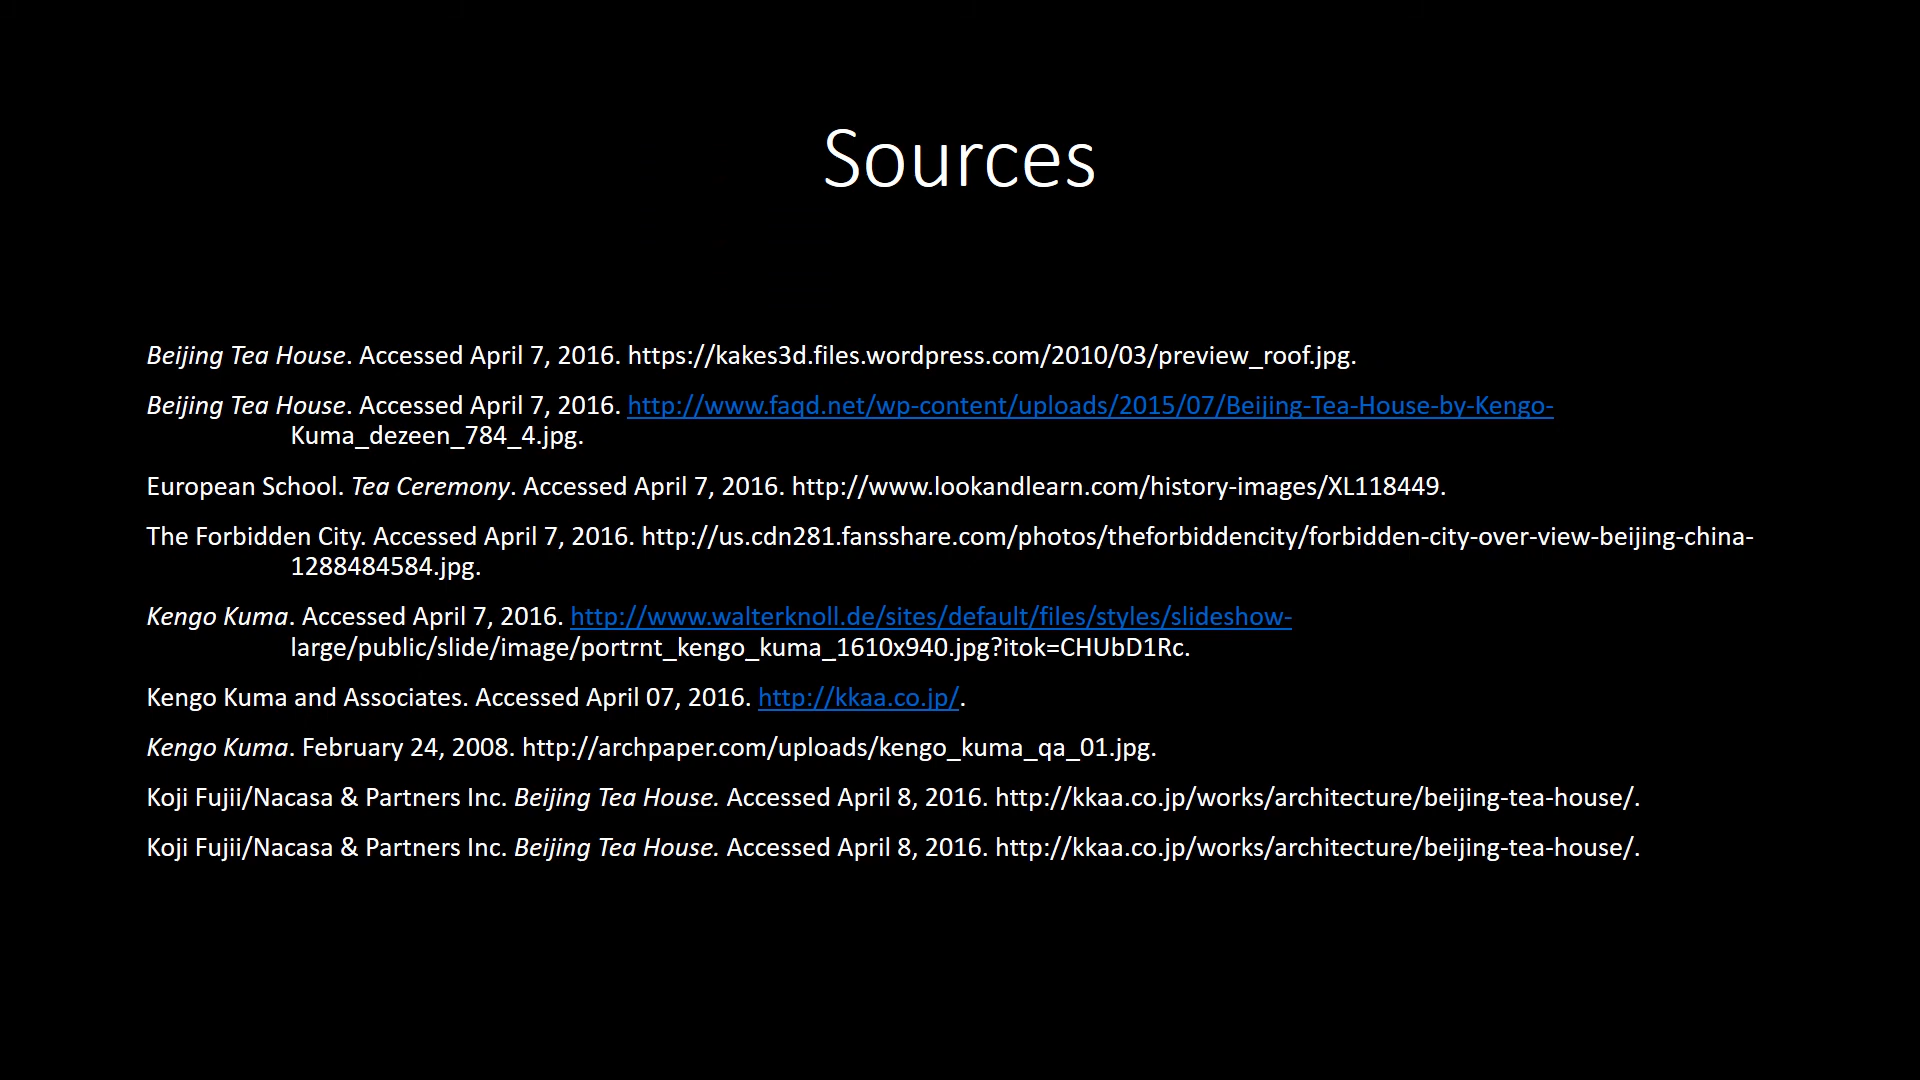 Sources
Beijing Tea House. Accessed April 7, 2016. https://kakes3d.files.wordpress.com/2010/03/preview_roof.jpg.
Beijing Tea House. Accessed April 7, 2016. http://www.faqd.net/wp-content/uploads/2015/07/Beijing-Tea-House-by-Kengo-
Kuma_dezeen_784_4.jpg.
European School. Tea Ceremony. Accessed April 7, 2016. http://www.lookandlearn.com/history-images/XL118449.
The Forbidden City. Accessed April 7, 2016. http://us.cdn281.fansshare.com/photos/theforbiddencity/forbidden-city-over-view-beijing-china-
1288484584.jpg.
Kengo Kuma. Accessed April 7, 2016. http://www.walterknoll.de/sites/default/files/styles/slideshow-
large/public/slide/image/portrnt_kengo_kuma_1610x940.jpg?itok=CHUbD1Rc.
Kengo Kuma and Associates. Accessed April 07, 2016. http://kkaa.co.jp/.
Kengo Kuma. February 24, 2008. http://archpaper.com/uploads/kengo_kuma_qa_01.jpg.
Koji Fujii/Nacasa & Partners Inc. Beijing Tea House. Accessed April 8, 2016. http://kkaa.co.jp/works/architecture/beijing-tea-house/.
Koji Fujii/Nacasa & Partners Inc. Beijing Tea House. Accessed April 8, 2016. http://kkaa.co.jp/works/architecture/beijing-tea-house/.